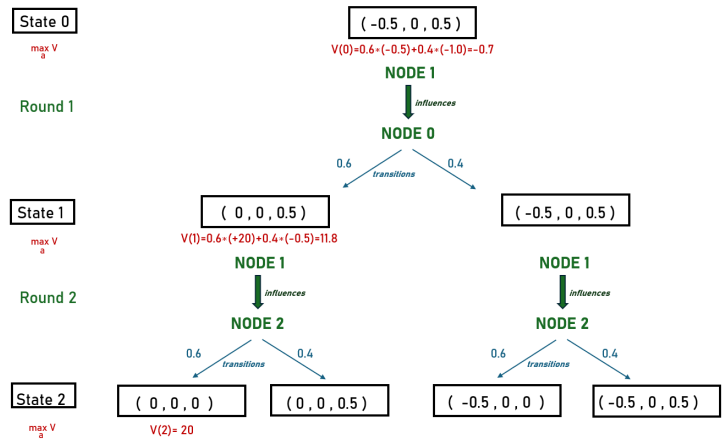 State 0
( -0.5 , 0 , 0.5 )
max V
a
V(0)=0.6*(-0.5)+0.4*(-1.0)=-0.7
NODE 1
Round 1
influences
NODE 0
0.6
transitions
0.4
State 1
( 0 , 0 , 0.5 )
( -0.5 , 0 , 0.5 )
max V
a
V(1)=0.6*(+20)+0.4*(-0.5)=11.8
NODE 1
NODE 1
Round 2
influences
influences
NODE 2
NODE 2
0.6
transitions
0.4
0.6
transitions
0.4
State 2
( 0 , 0 , 0 )
( 0 , 0 , 0.5 )
( -0.5 , 0 , 0 )
( -0.5 , 0 , 0.5 )
max V
a
V(2)= 20